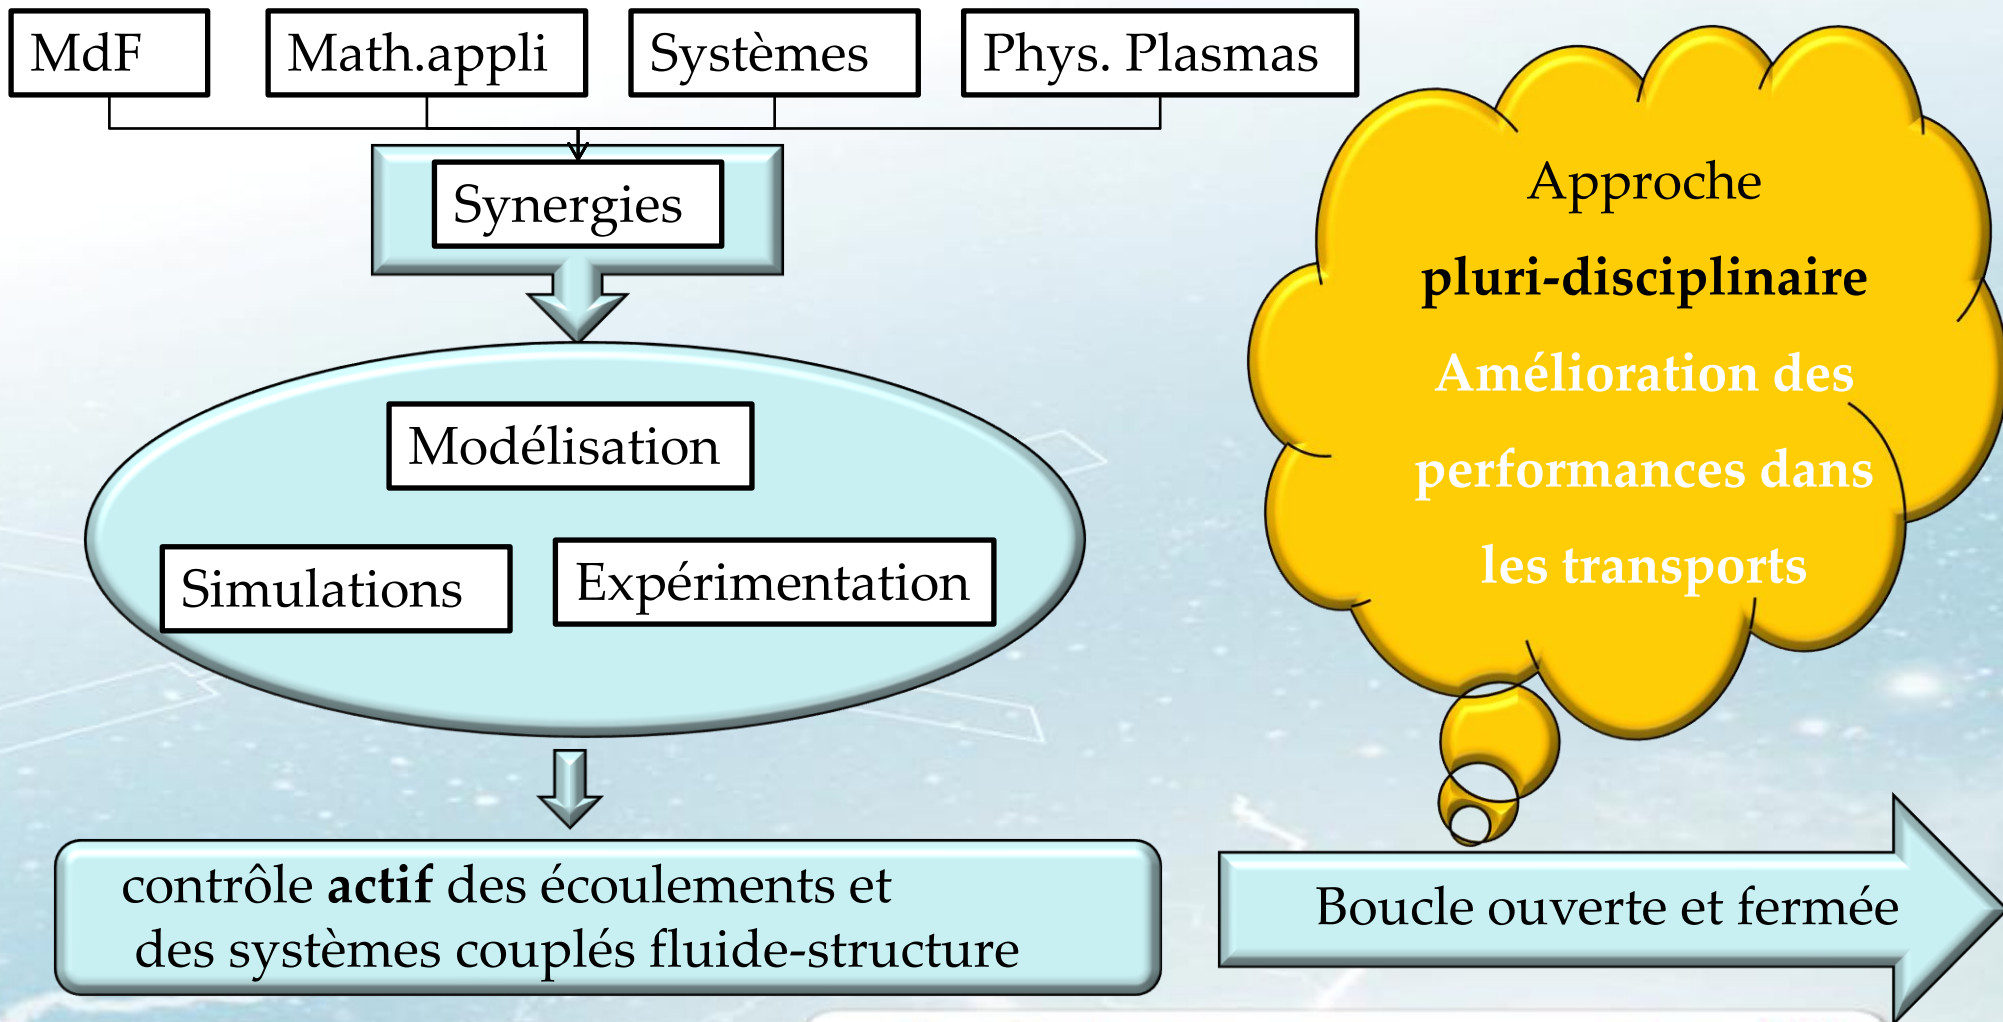 MdF
Math.appli
Systèmes
Phys. Plasmas
Synergies
Modélisation
Simulations
Expérimentation
contrôle actif des écoulements et
des systèmes couplés fluide-structure
Approche
pluri-disciplinaire
Amélioration des
performances dans
les transports
Boucle ouverte et fermée